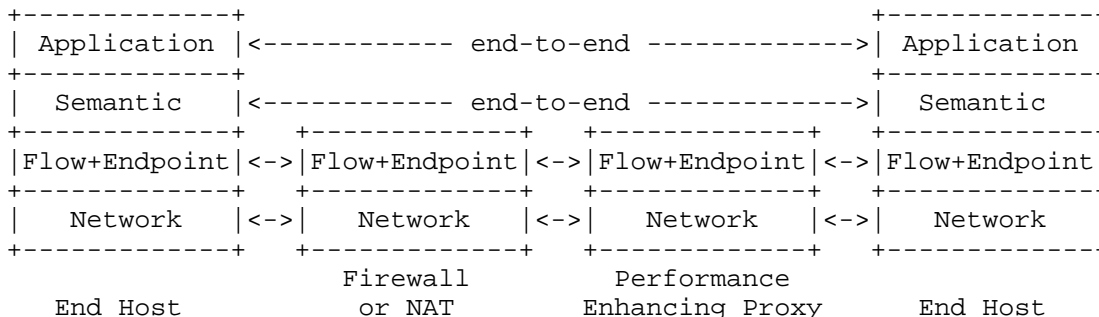 +-------------+                                       +-------------
| Application |<------------ end-to-end ------------->| Application
+-------------+                                       +-------------
|  Semantic   |<------------ end-to-end ------------->|  Semantic
+-------------+   +-------------+   +-------------+   +-------------
|Flow+Endpoint|<->|Flow+Endpoint|<->|Flow+Endpoint|<->|Flow+Endpoint
+-------------+   +-------------+   +-------------+   +-------------
|   Network   |<->|   Network   |<->|   Network   |<->|   Network
+-------------+   +-------------+   +-------------+   +-------------
                     Firewall         Performance
   End Host           or NAT        Enhancing Proxy      End Host